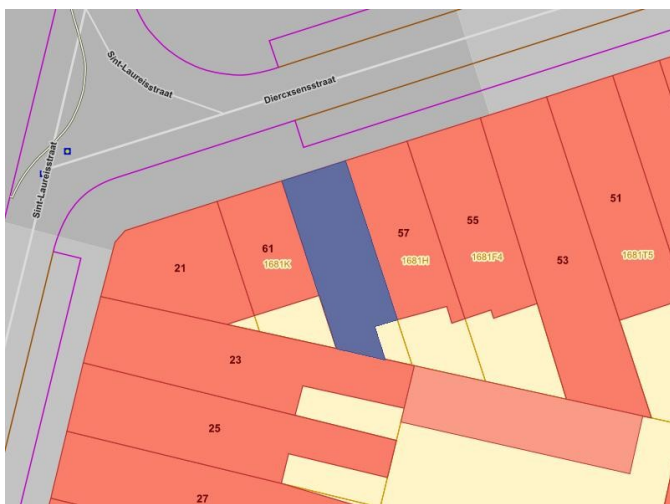 Sint-Laureisstraat
Diercxsensstraat
Sint-Laureisstraat
51
55
57
61
1681T5
1681F4
53
1681H
1681K
21
23
25
27